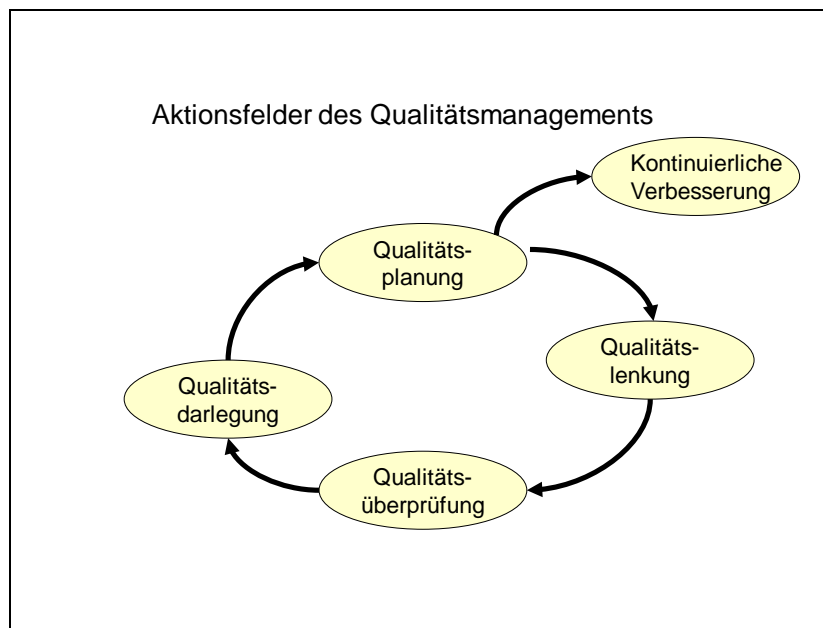 Aktionsfelder des Qualitätsmanagements
Kontinuierliche
Verbesserung
Qualitäts-
planung
Qualitäts-
lenkung
Qualitäts-
darlegung
Qualitäts-
überprüfung